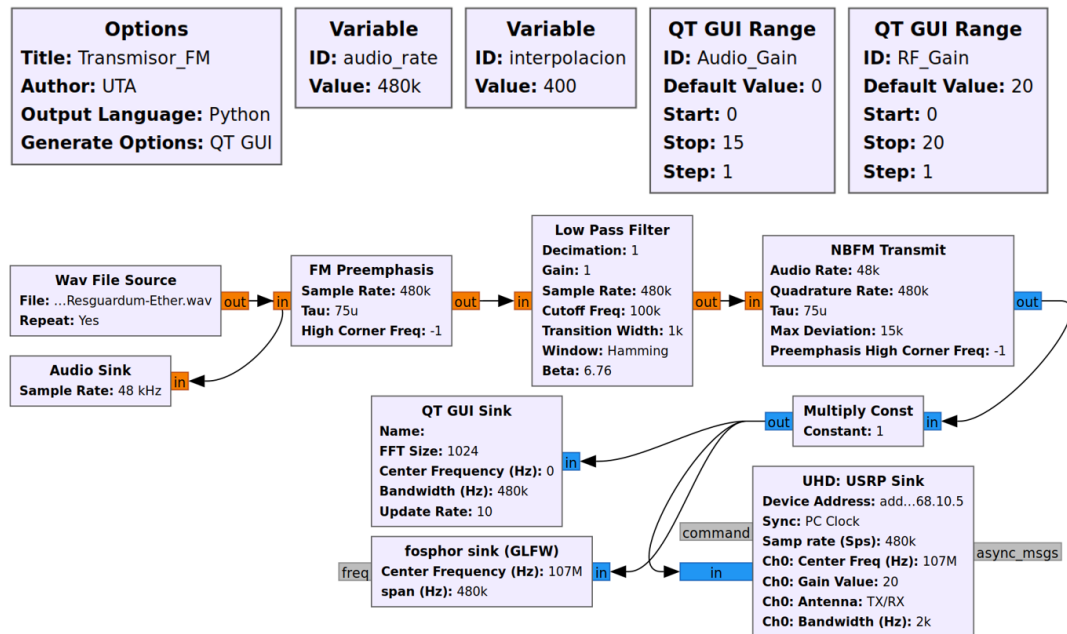 Options
Title: Transmisor_FM
Author: UTA
Output Language: Python
Generate Options: QT GUI
Variable
ID: audio_rate
Value: 480k
Variable
ID: interpolacion
Value: 400
QT GUI Range
ID: Audio_Gain
Default Value: 0
Start: 0
Stop: 15
Step: 1
QT GUI Range
ID: RF_Gain
Default Value: 20
Start: 0
Stop: 20
Step: 1
Wav File Source
File: ...Resguardum-Ether.wav
Repeat: Yes
out
Audio Sink
Sample Rate: 48 kHz
in
in
FM Preemphasis
Sample Rate: 480k
Tau: 75u
High Corner Freq: -1
out
in
Low Pass Filter
Decimation: 1
Gain: 1
Sample Rate: 480k
Cutoff Freq: 100k
Transition Width: 1k
Window: Hamming
Beta: 6.76
out
in
NBFM Transmit
Audio Rate: 48k
Quadrature Rate: 480k
Tau: 75u
Max Deviation: 15k
Preemphasis High Corner Freq: -1
out
out
Multiply Const
Constant: 1
in
QT GUI Sink
Name:
FFT Size: 1024
Center Frequency (Hz): 0
Bandwidth (Hz): 480k
Update Rate: 10
in
freq
fosphor sink (GLFW)
Center Frequency (Hz): 107M
span (Hz): 480k
in
command
in
UHD: USRP Sink
Device Address: add...68.10.5
Sync: PC Clock
Samp rate (Sps): 480k
Ch0: Center Freq (Hz): 107M
Ch0: Gain Value: 20
Ch0: Antenna: TX/RX
Ch0: Bandwidth (Hz): 2k
async_msgs